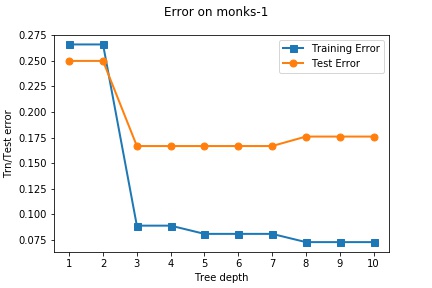 Error on monks-1
Training Error
Test Error
0.275
0.250
0.225
0.200
0.175
0.150
0.125
0.100
0.075
Trn/Test error
1 2 3 4 5 6 7 8 9 10
Tree depth